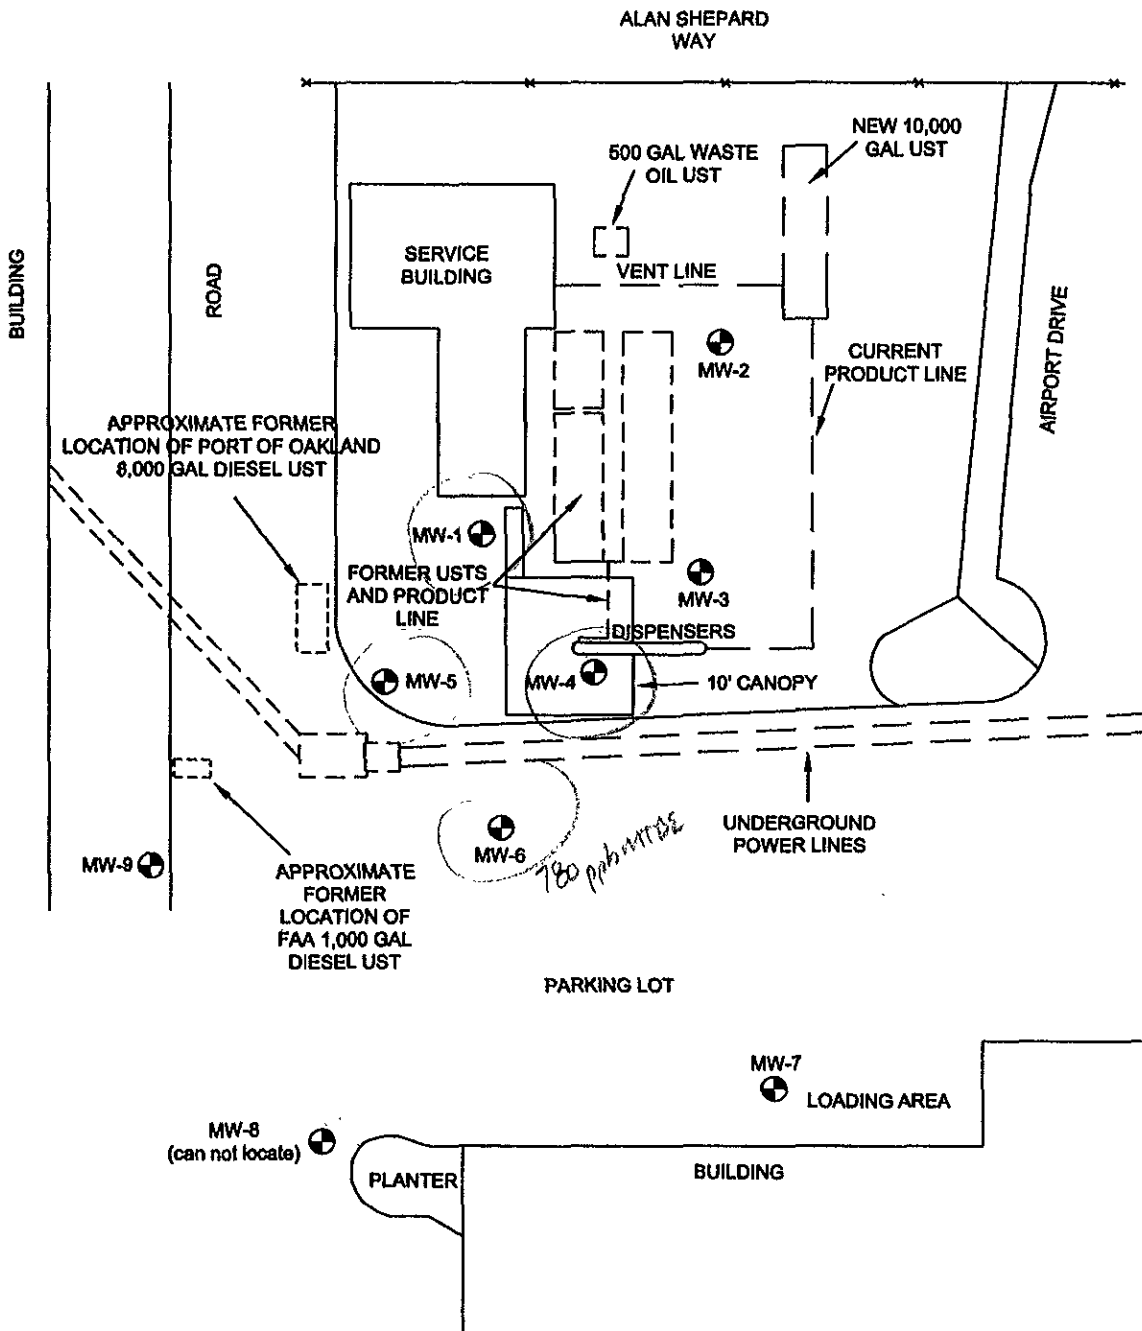 ALAN SHEPARD
WAY
NEW 10,000
GAL UST
500 GAL WASTE
OIL UST
SERVICE
BUILDING
VENT LINE
BUILDING
ROAD
MW-2
CURRENT
PRODUCT LINE
AIRPORT DRIVE
APPROXIMATE FORMER
LOCATION OF PORT OF OAKLAND
8,000 GAL DIESEL UST
MW-1
FORMER USTS
AND PRODUCT
LINE
MW-3
DISPENSERS
MW-5
MW-4
10' CANOPY
UNDERGROUND
POWER LINES
MW-6
780 ppb MTBE
MW-9
APPROXIMATE
FORMER
LOCATION OF
FAA 1,000 GAL
DIESEL UST
PARKING LOT
MW-7
LOADING AREA
MW-8
(can not locate)
PLANTER
BUILDING